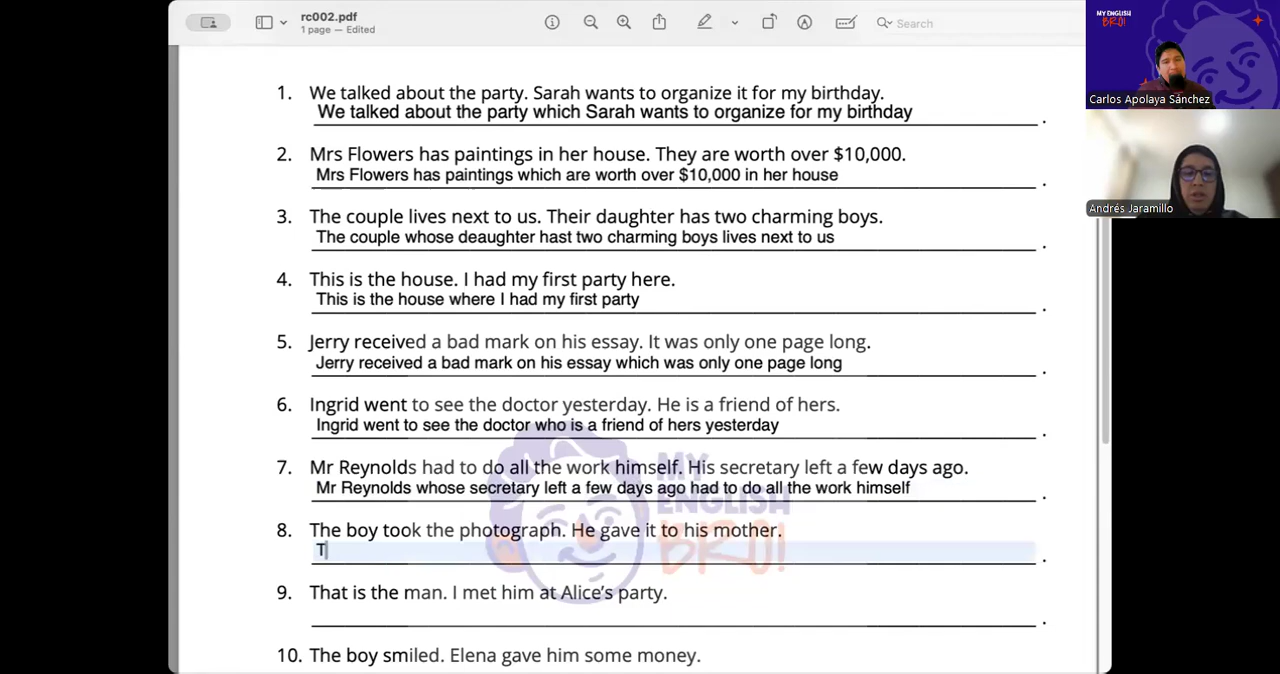 rc002.pdf
1 page — Edited
Search
MY ENGLISH
BRO!
Carlos Apolaya Sánchez
Andrés Jaramillo
1. We talked about the party. Sarah wants to organize it for my birthday.
We talked about the party which Sarah wants to organize for my birthday .
2. Mrs Flowers has paintings in her house. They are worth over $10,000.
Mrs Flowers has paintings which are worth over $10,000 in her house .
3. The couple lives next to us. Their daughter has two charming boys.
The couple whose deaughter hast two charming boys lives next to us .
4. This is the house. I had my first party here.
This is the house where I had my first party .
5. Jerry received a bad mark on his essay. It was only one page long.
Jerry received a bad mark on his essay which was only one page long .
6. Ingrid went to see the doctor yesterday. He is a friend of hers.
Ingrid went to see the doctor who is a friend of hers yesterday .
7. Mr Reynolds had to do all the work himself. His secretary left a few days ago.
Mr Reynolds whose secretary left a few days ago had to do all the work himself .
8. The boy took the photograph. He gave it to his mother.
T .
9. That is the man. I met him at Alice's party.
.
10. The boy smiled. Elena gave him some money.
MY
ENGLISH
BRO!